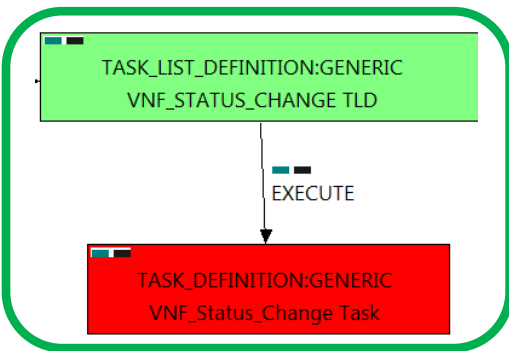 TASK_LIST_DEFINITION:GENERIC
VNF_STATUS_CHANGE TLD
EXECUTE
TASK_DEFINITION:GENERIC
VNF_Status_Change Task